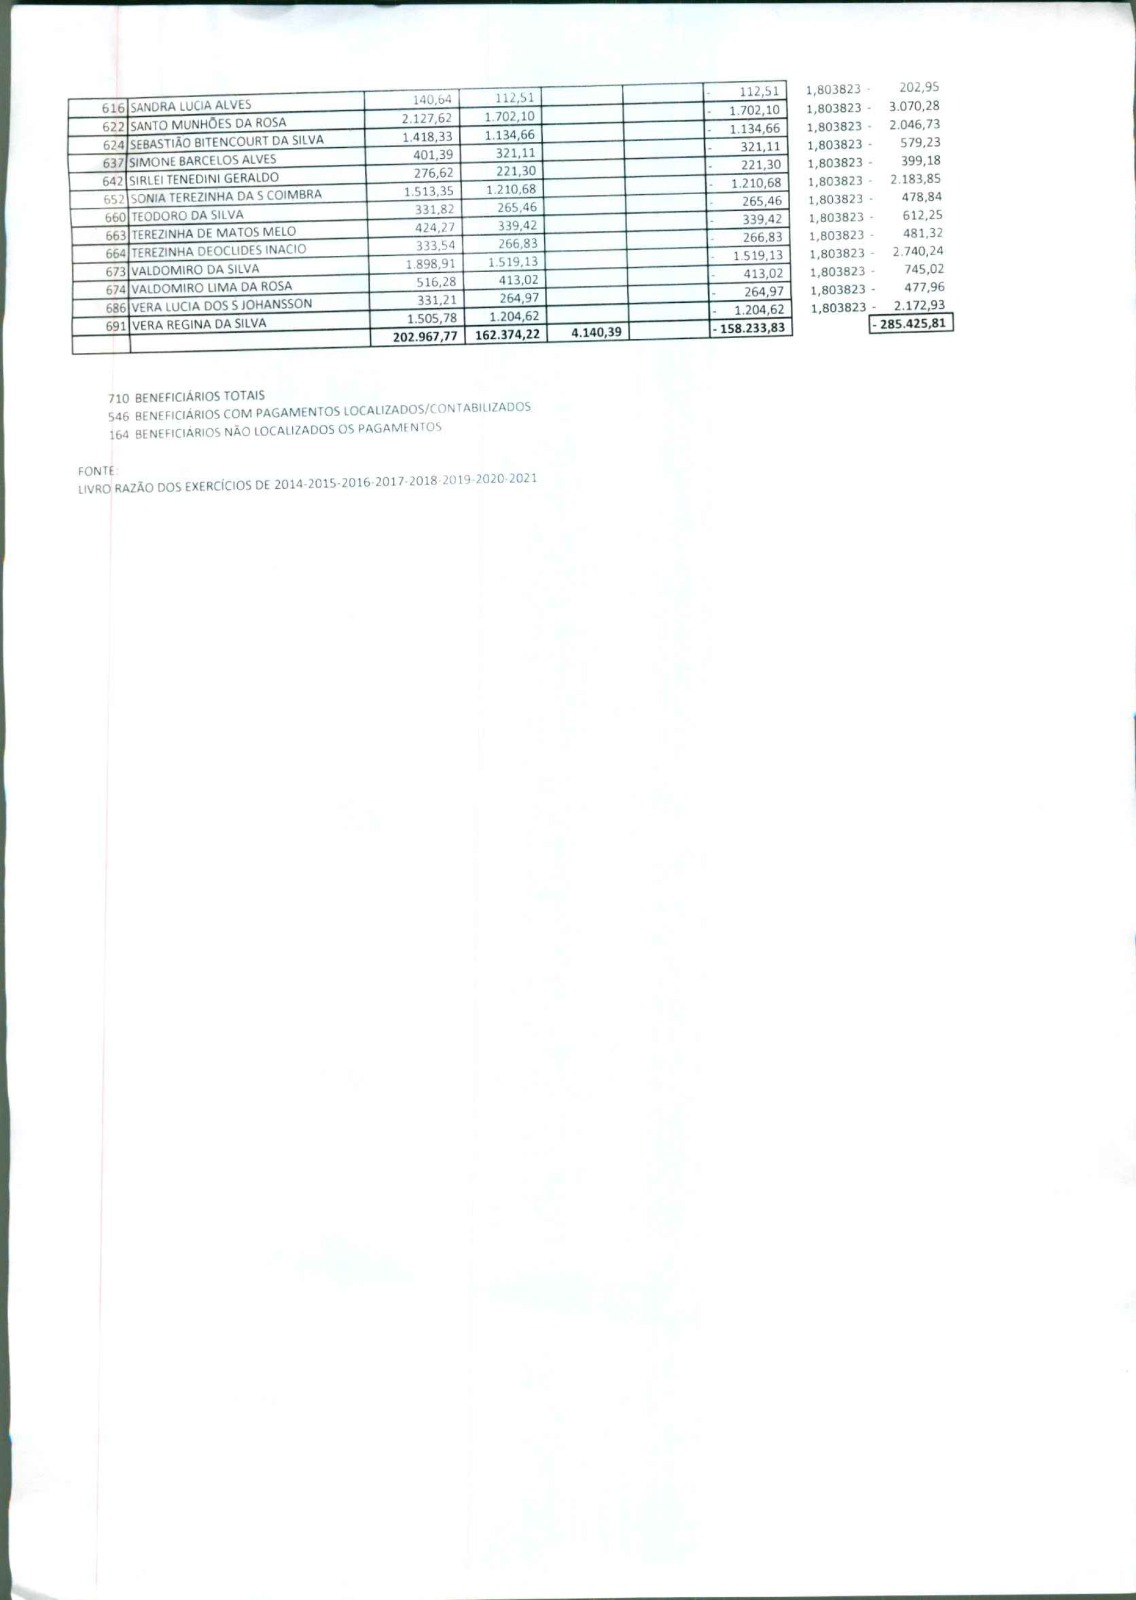 616 SANDRA LUCIA ALVES 140,64 112,51 - 112,51 1,803823 - 202,95
622 SANTO MUNHÕES DA ROSA 2.127,62 1.702,10 - 1.702,10 1,803823 - 3.070,28
624 SEBASTIÃO BITENCOURT DA SILVA 1.418,33 1.134,66 - 1.134,66 1,803823 - 2.046,73
637 SIMONE BARCELOS ALVES 401,39 321,11 - 321,11 1,803823 - 579,23
642 SIRLEI TENEDINI GERALDO 276,62 221,30 - 221,30 1,803823 - 399,18
652 SONIA TEREZINHA DA S COIMBRA 1.513,35 1.210,68 - 1.210,68 1,803823 - 2.183,85
660 TEODORO DA SILVA 331,82 265,46 - 265,46 1,803823 - 478,84
663 TEREZINHA DE MATOS MELO 424,27 339,42 - 339,42 1,803823 - 612,25
664 TEREZINHA DEOCLIDES INACIO 333,54 266,83 - 266,83 1,803823 - 481,32
673 VALDOMIRO DA SILVA 1.898,91 1.519,13 - 1.519,13 1,803823 - 2.740,24
674 VALDOMIRO LIMA DA ROSA 516,28 413,02 - 413,02 1,803823 - 745,02
686 VERA LUCIA DOS S JOHANSSON 331,21 264,97 - 264,97 1,803823 - 477,96
691 VERA REGINA DA SILVA 1.505,78 1.204,62 - 1.204,62 1,803823 - 2.172,93
202.967,77 162.374,22 4.140,39 - 158.233,83 - 285.425,81
710 BENEFICIÁRIOS TOTAIS
546 BENEFICIÁRIOS COM PAGAMENTOS LOCALIZADOS/CONTABILIZADOS
164 BENEFICIÁRIOS NÃO LOCALIZADOS OS PAGAMENTOS
FONTE:
LIVRO RAZÃO DOS EXERCÍCIOS DE 2014-2015-2016-2017-2018-2019-2020-2021